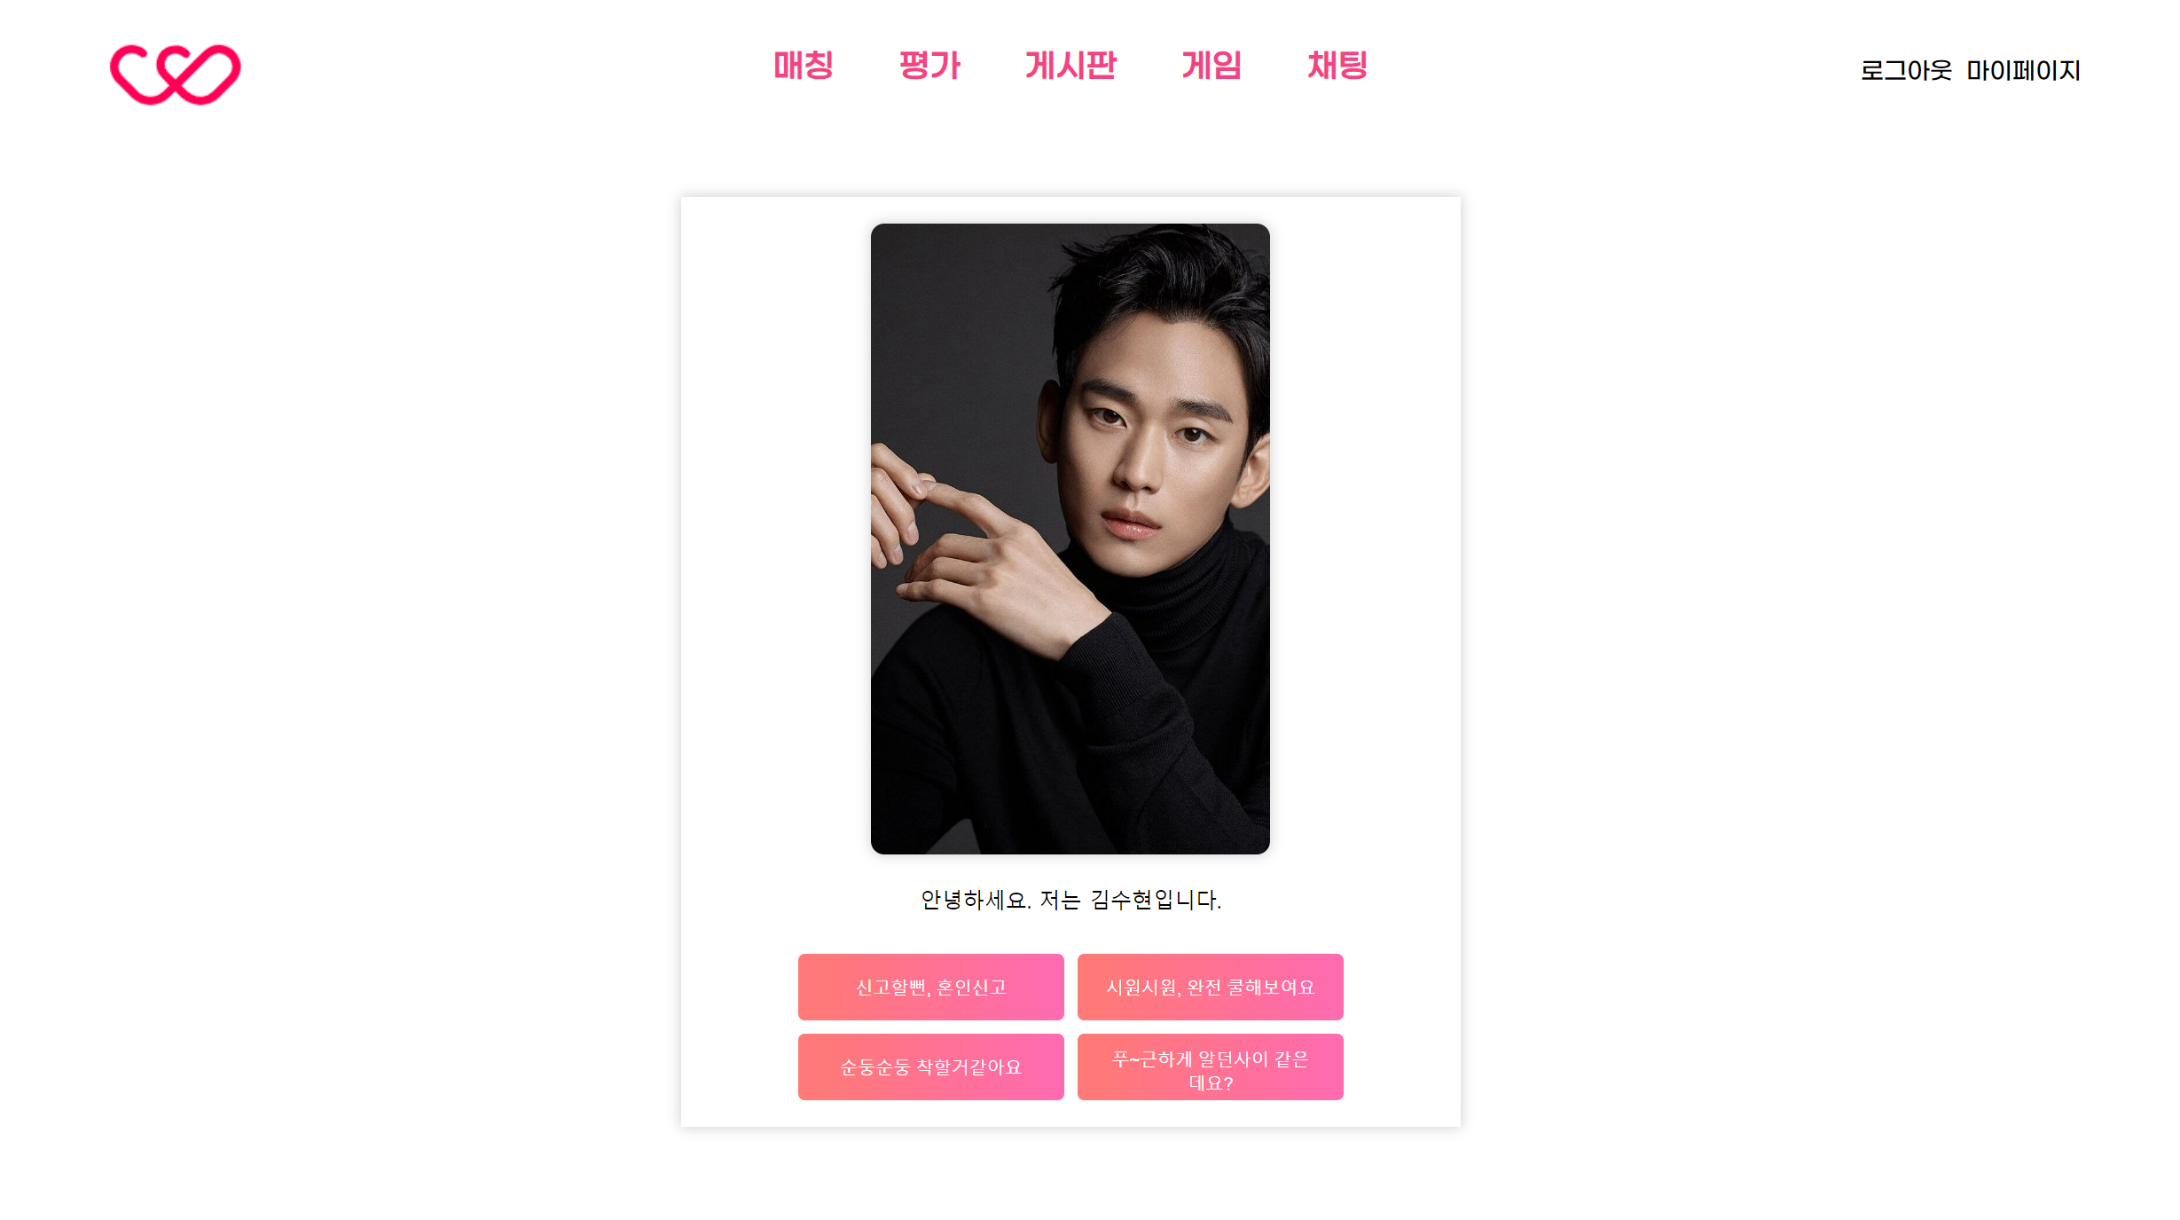 매칭 평가 게시판 게임 채팅
로그아웃 마이페이지
안녕하세요. 저는 김수현입니다.
신고할뻔, 혼인신고
시원시원, 완전 쿨해보여요
순둥순둥 착할거같아요
푸~근하게 알던사이 같은
데요?